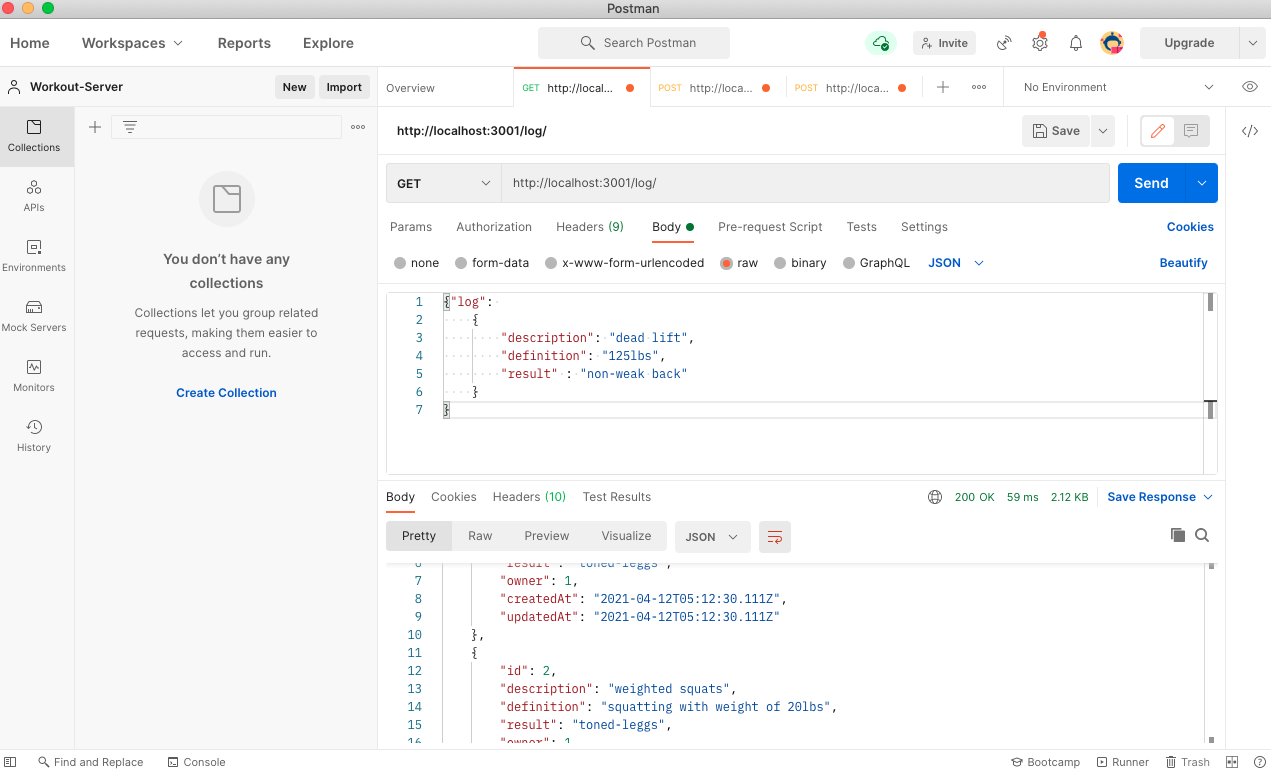 Postman
Home Workspaces Reports Explore Search Postman Invite Upgrade
Workout-Server New Import Overview GET http://local... POST http://loca... POST http://loca... No Environment
Collections
APIs
Environments
Mock Servers
Monitors
History
You don't have any
collections
Collections let you group related
requests, making them easier to
access and run.
Create Collection
http://localhost:3001/log/ Save
GET http://localhost:3001/log/ Send
Params Authorization Headers (9) Body Pre-request Script Tests Settings Cookies
none form-data x-www-form-urlencoded raw binary GraphQL JSON Beautify
1 {"log":
2 {
3 "description": "dead lift",
4 "definition": "125lbs",
5 "result" : "non-weak back"
6 }
7 }
Body Cookies Headers (10) Test Results 200 OK 59 ms 2.12 KB Save Response
Pretty Raw Preview Visualize JSON
6 "result": "toned-leggs",
7 "owner": 1,
8 "createdAt": "2021-04-12T05:12:30.111Z",
9 "updatedAt": "2021-04-12T05:12:30.111Z"
10 },
11 {
12 "id": 2,
13 "description": "weighted squats",
14 "definition": "squatting with weight of 20lbs",
15 "result": "toned-leggs",
16 "owner": 1
Find and Replace Console Bootcamp Runner Trash